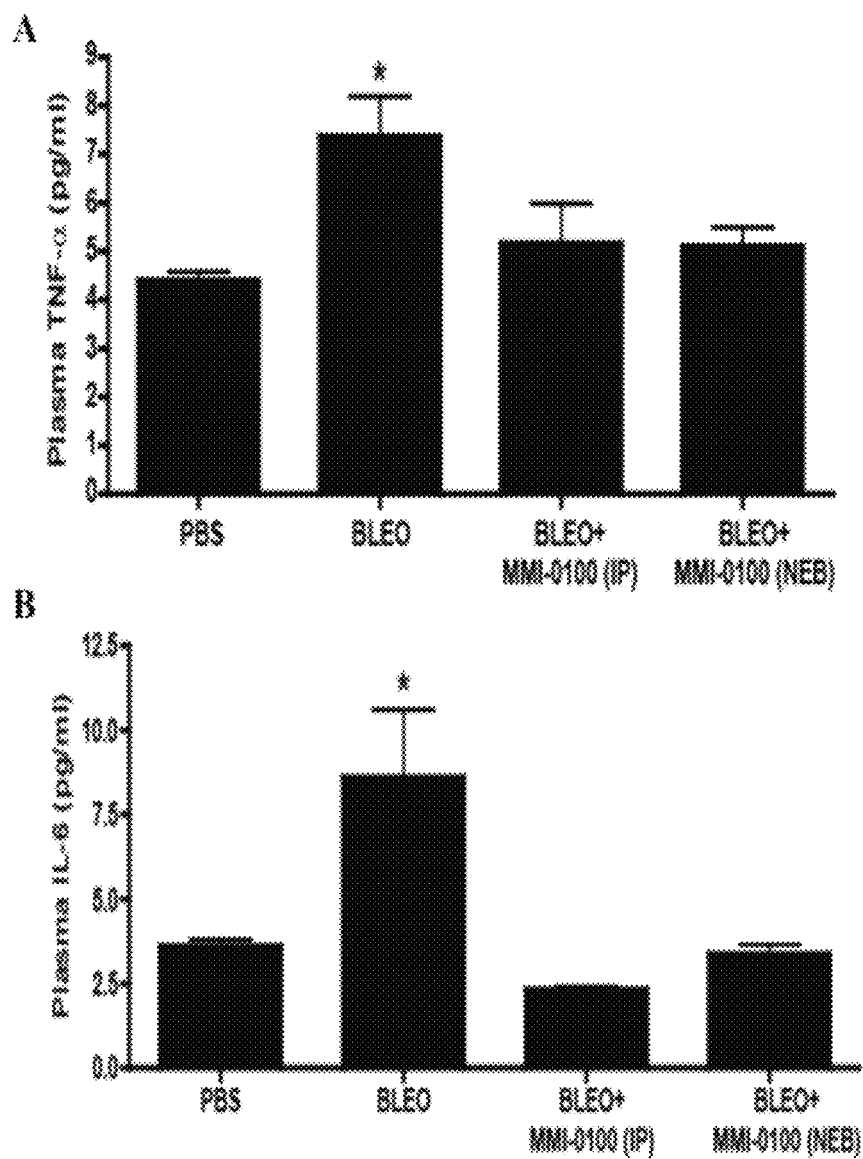 A
Plasma TNF-α (pg/ml)
9
8
7
6
5
4
3
2
1
0
*
PBS
BLEO
BLEO+
MMI-0100 (IP)
BLEO+
MMI-0100 (NEB)
B
Plasma IL-6 (pg/ml)
12.5
10.0
7.5
5.0
2.5
0.0
*
PBS
BLEO
BLEO+
MMI-0100 (IP)
BLEO+
MMI-0100 (NEB)